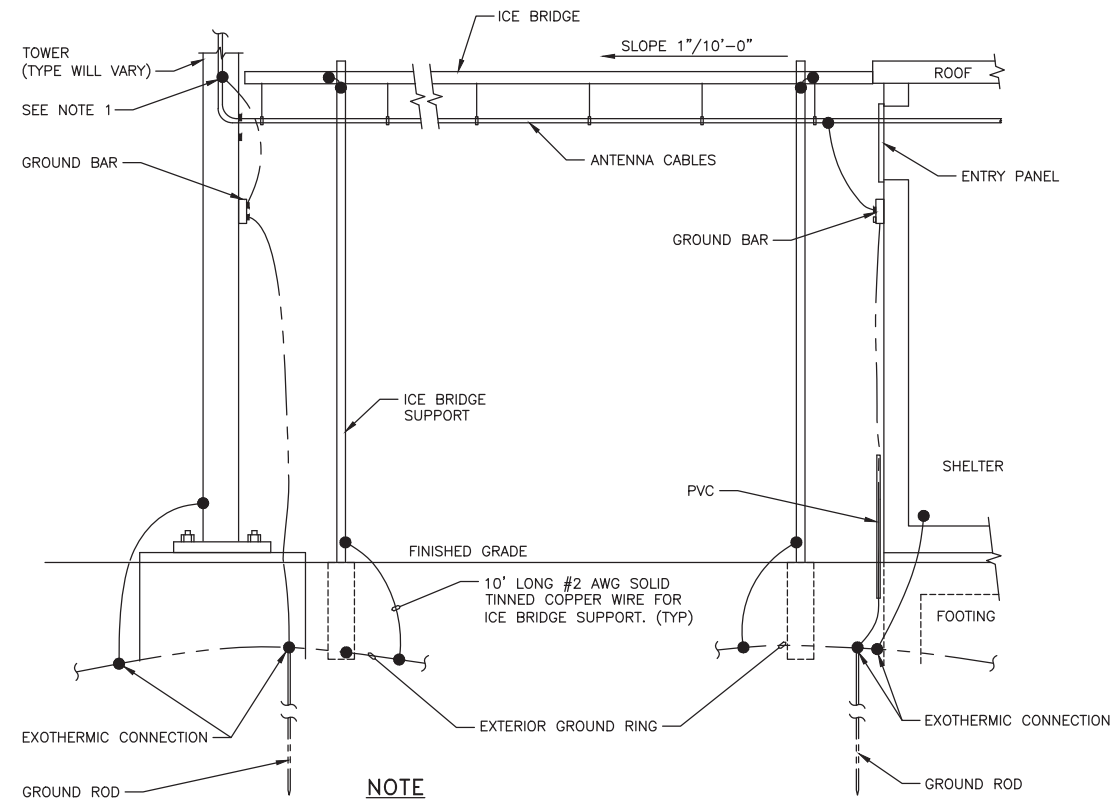 ICE BRIDGE
SLOPE 1"/10'-0"
TOWER
(TYPE WILL VARY)
ROOF
SEE NOTE 1
ANTENNA CABLES
GROUND BAR
ENTRY PANEL
GROUND BAR
ICE BRIDGE
SUPPORT
SHELTER
PVC
FINISHED GRADE
10' LONG #2 AWG SOLID
TINNED COPPER WIRE FOR
ICE BRIDGE SUPPORT. (TYP)
FOOTING
EXTERIOR GROUND RING
EXOTHERMIC CONNECTION
EXOTHERMIC CONNECTION
GROUND ROD
GROUND ROD
NOTE